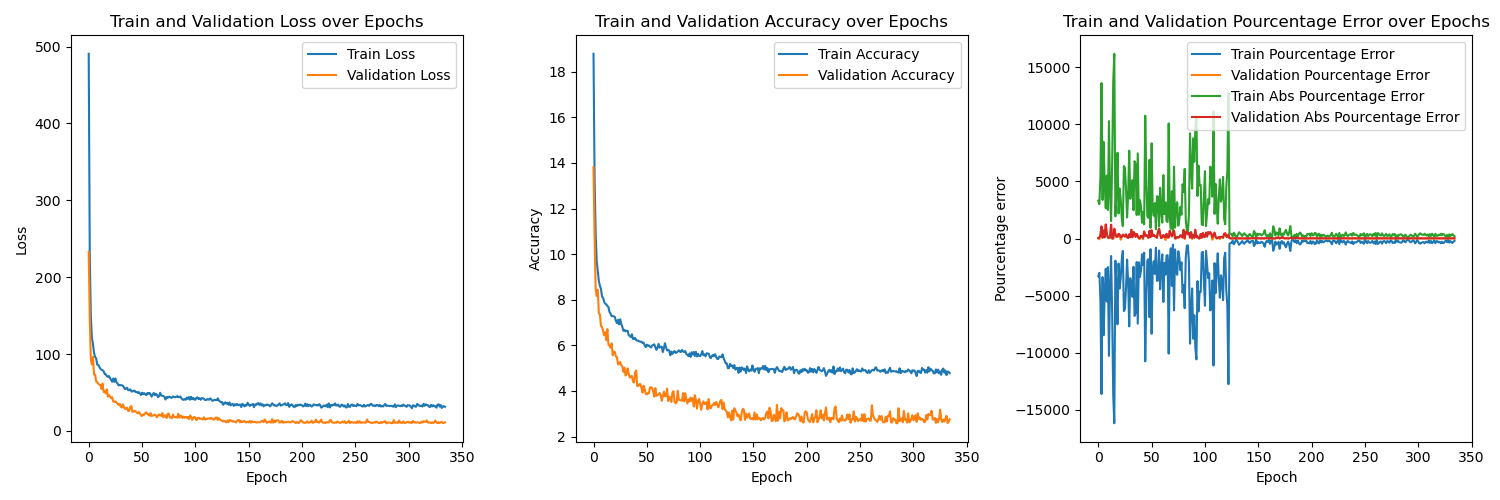 Train and Validation Loss over Epochs
500
400
300
200
100
0
Loss
0 50 100 150 200 250 300 350
Epoch
Train Loss
Validation Loss
Train and Validation Accuracy over Epochs
18
16
14
12
10
8
6
4
2
Accuracy
0 50 100 150 200 250 300 350
Epoch
Train Accuracy
Validation Accuracy
Train and Validation Pourcentage Error over Epochs
15000
10000
5000
0
−5000
−10000
−15000
Pourcentage error
0 50 100 150 200 250 300 350
Epoch
Train Pourcentage Error
Validation Pourcentage Error
Train Abs Pourcentage Error
Validation Abs Pourcentage Error